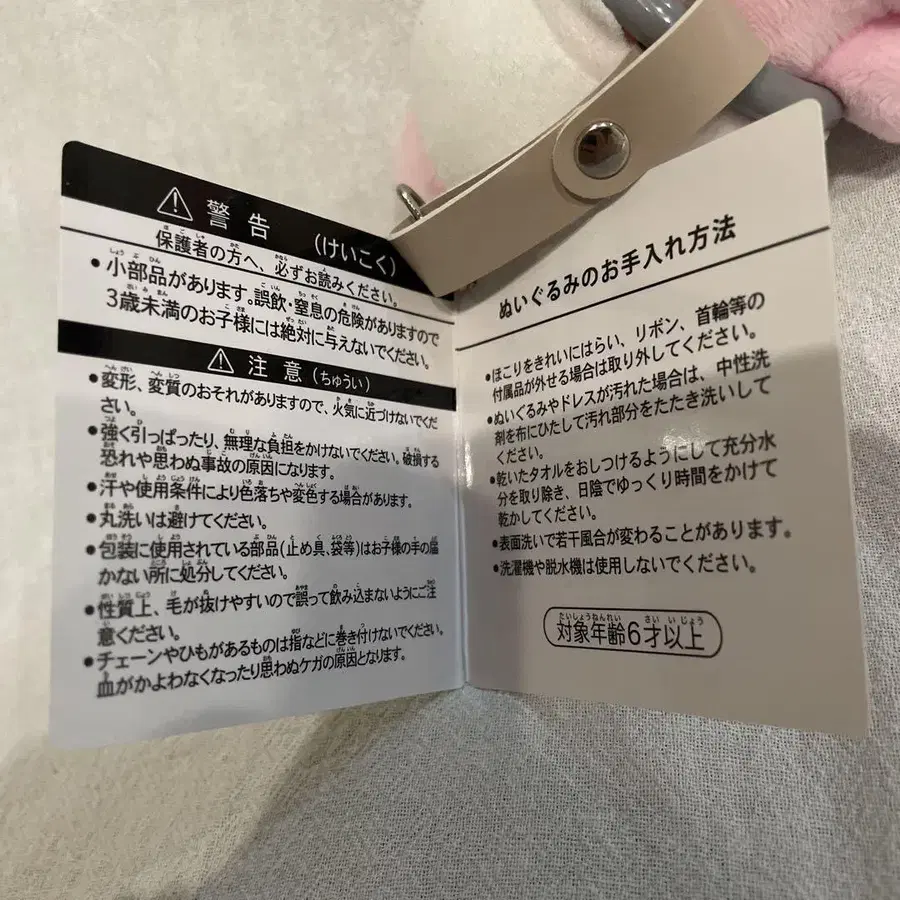 ⚠警告 (けいこく)
保護者の方へ、必ずお読みください。
•小部品があります。誤飲・窒息の危険がありますので
3歳未満のお子様には絶対に与えないでください。
⚠注意(ちゅうい)
•変形、変質のおそれがありますので、火気に近づけないでくだ
さい。
•強く引っぱったり、無理な負担をかけないでください。破損する
恐れや思わぬ事故の原因になります。
•汗や使用条件により色落ちや変色する場合があります。
•丸洗いは避けてください。
•包装に使用されている部品(止め具、袋等)はお子様の手の届
かない所に処分してください。
•性質上、毛が抜けやすいので誤って飲み込まないようにご注
意ください。
•チェーンやひもがあるものは指などに巻き付けないでください。
血がかよわなくなったり思わぬケガの原因となります。
ぬいぐるみのお手入れ方法
•ほこりをきれいにはらい、リボン、首輪等の
付属品が外せる場合は取り外してください。
•ぬいぐるみやドレスが汚れた場合は、中性洗
剤を布にひたして汚れ部分をたたき洗いして
ください。
•乾いたタオルをおしつけるようにして充分水
分を取り除き、日陰でゆっくり時間をかけて
乾かしてください。
•表面洗いで若干風合が変わることがあります。
•洗濯機や脱水機は使用しないでください。
対象年齢6才以上